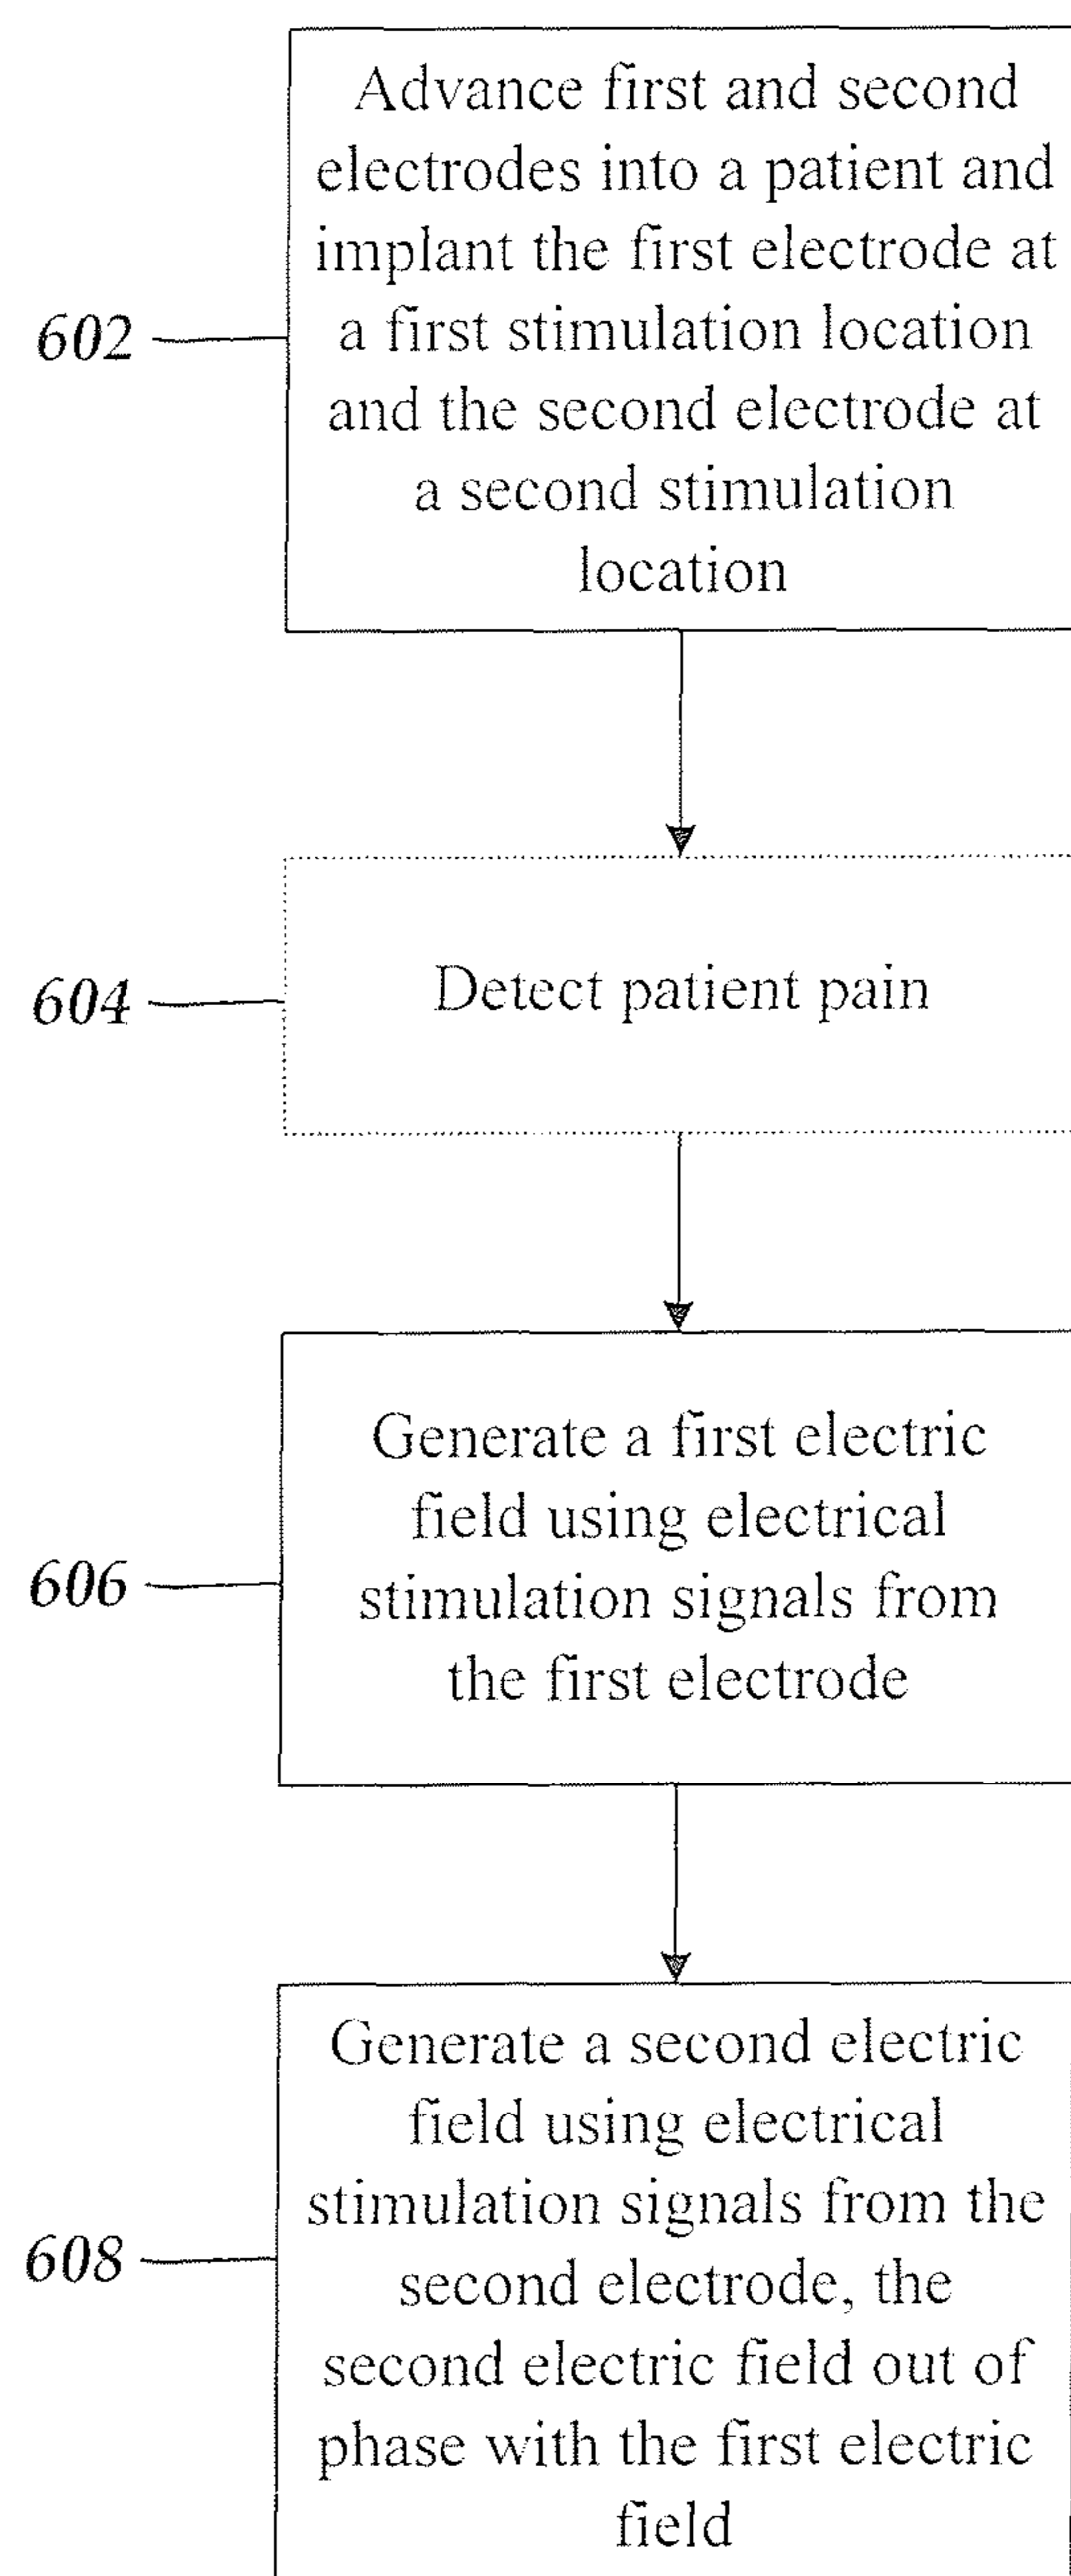 Advance first and second
electrodes into a patient and
implant the first electrode at
602
a first stimulation location
and the second electrode at
a second stimulation
location
604
Detect patient pain
Generate a first electric
field using electrical
606
stimulation signals from
the first electrode
Generate a second electric
field using electrical
stimulation signals from the
608
second electrode, the
second electric field out of
phase with the first electric
field